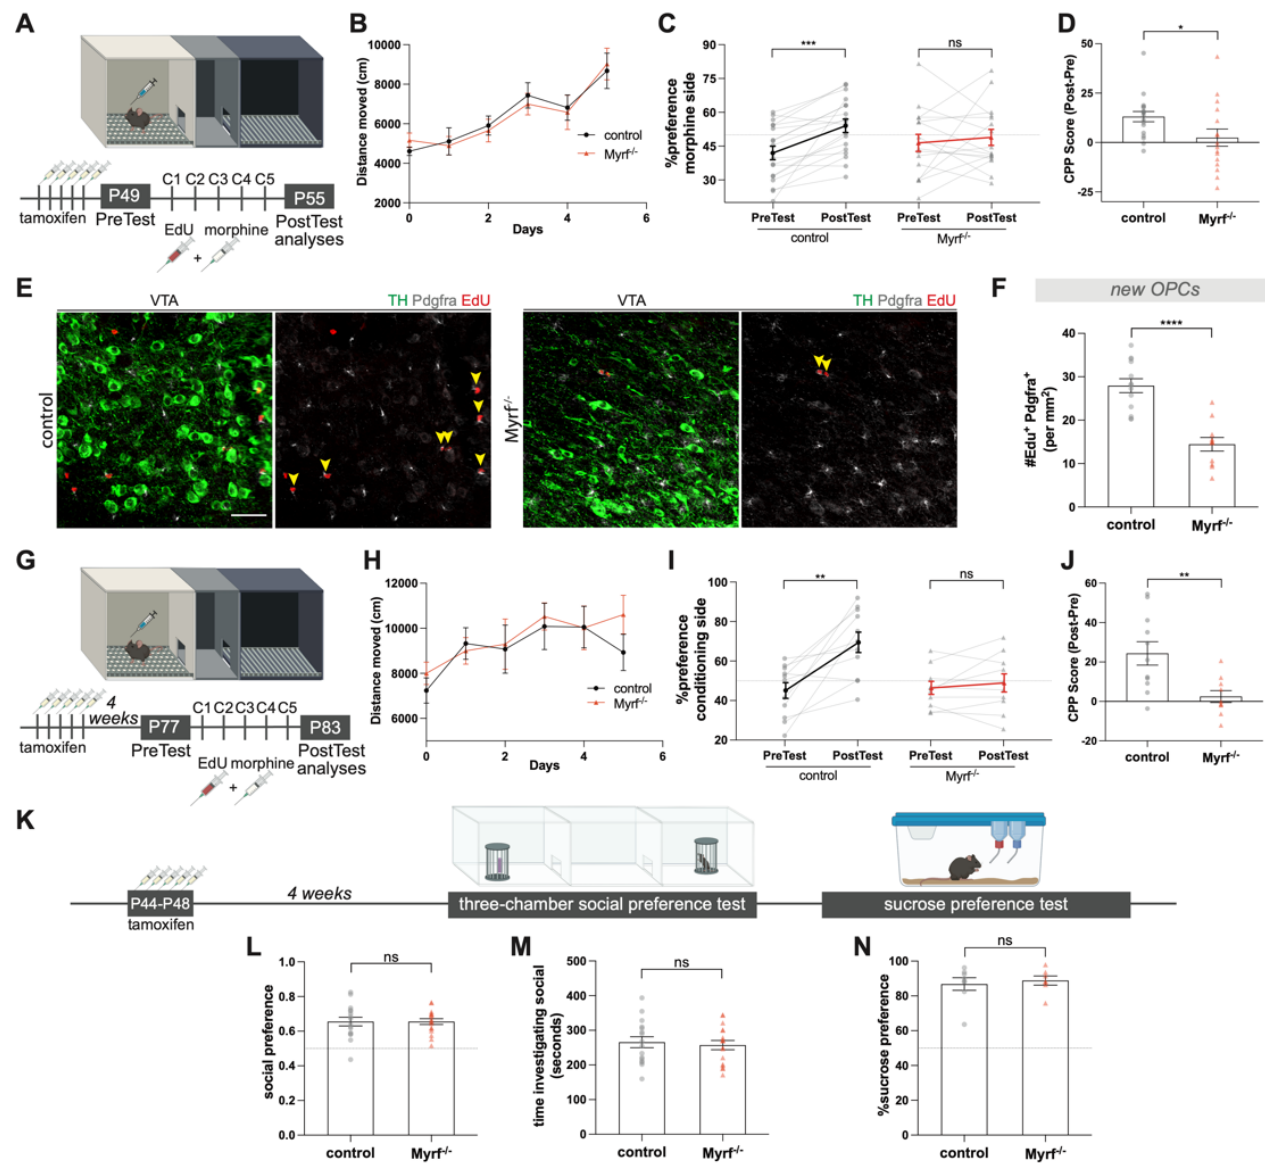 A
tamoxifen
P49
PreTest
C1 C2 C3 C4 C5
EdU
+
morphine
P55
PostTest
analyses
B
Distance moved (cm)
10000
8000
6000
4000
2000
0 2 4 6
Days
control
Myrf-/-
C
%preference
morphine side
90
75
60
45
30
***
ns
PreTest PostTest PreTest PostTest
control
Myrf-/-
D
CPP Score (Post-Pre)
50
25
0
-25
*
control Myrf-/-
E
VTA
TH Pdgfra EdU
control
VTA
TH Pdgfra EdU
Myrf-/-
F
new OPCs
#Edu+ Pdgfra+
(per mm2)
40
30
20
10
0
****
control Myrf-/-
G
tamoxifen
4
weeks
P77
PreTest
C1 C2 C3 C4 C5
EdU morphine
+
P83
PostTest
analyses
H
Distance moved (cm)
12000
10000
8000
6000
0 2 4 6
Days
control
Myrf-/-
I
%preference
conditioning side
100
80
60
40
20
**
ns
PreTest PostTest PreTest PostTest
control
Myrf-/-
J
CPP Score (Post-Pre)
60
40
20
0
-20
**
control Myrf-/-
K
P44-P48
tamoxifen
4 weeks
three-chamber social preference test
sucrose preference test
L
social preference
1.0
0.8
0.6
0.4
0.2
0.0
ns
control Myrf-/-
M
time investigating social
(seconds)
500
400
300
200
100
0
ns
control Myrf-/-
N
%sucrose preference
100
80
60
40
20
0
ns
control Myrf-/-